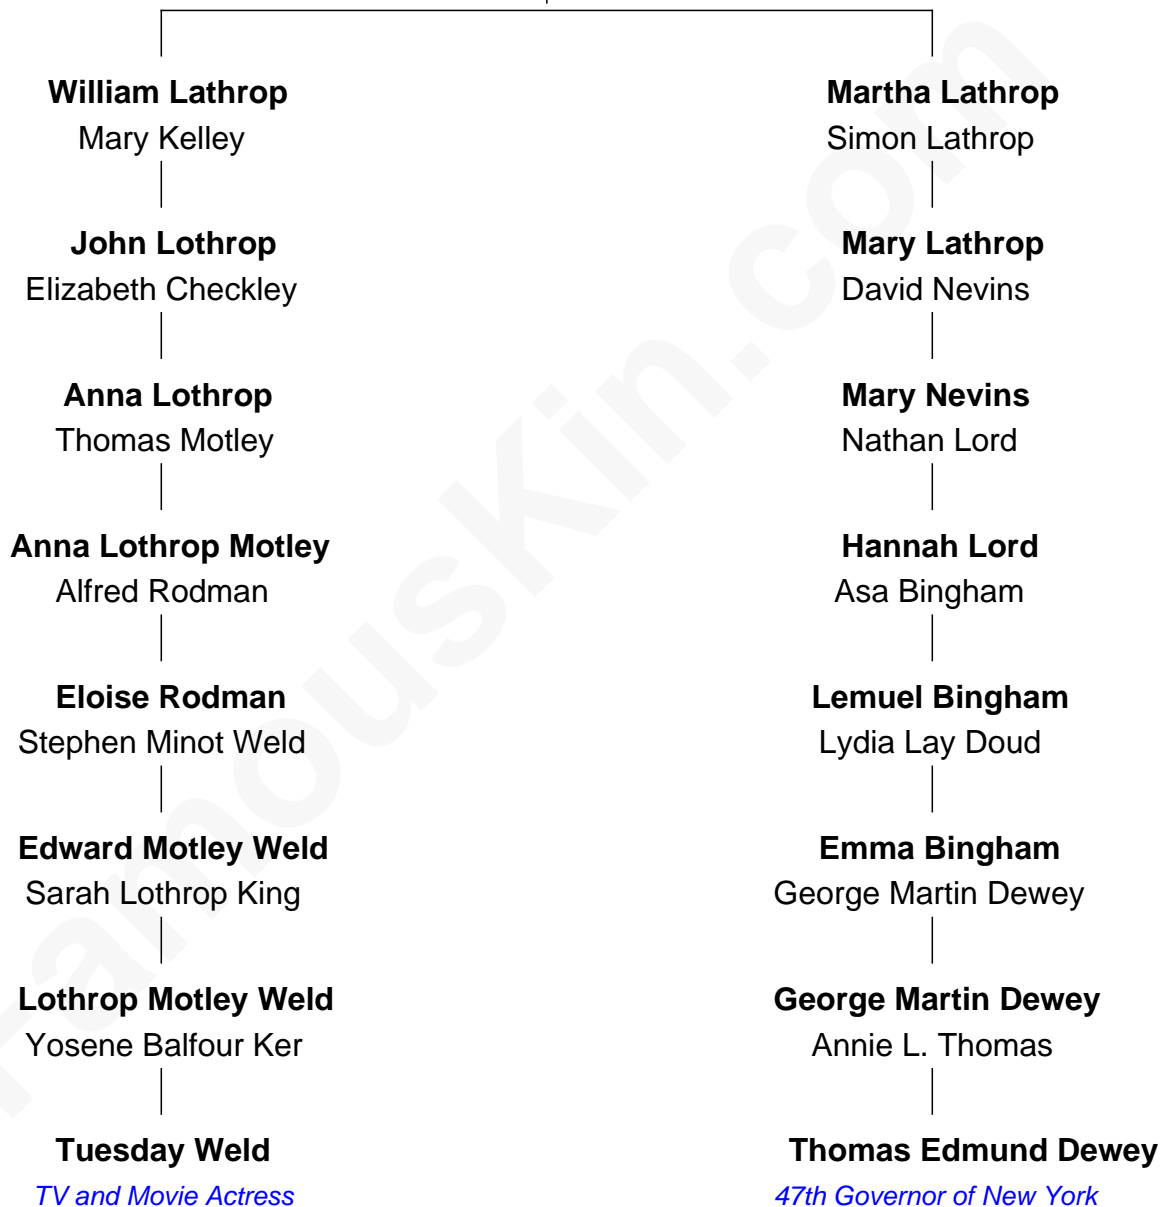 William Lathrop
Mary Kelley
John Lothrop
Elizabeth Checkley
Anna Lothrop
Thomas Motley
Anna Lothrop Motley
Alfred Rodman
Eloise Rodman
Stephen Minot Weld
Edward Motley Weld
Sarah Lothrop King
Lothrop Motley Weld
Yosene Balfour Ker
Tuesday Weld
TV and Movie Actress
Martha Lathrop
Simon Lathrop
Mary Lathrop
David Nevins
Mary Nevins
Nathan Lord
Hannah Lord
Asa Bingham
Lemuel Bingham
Lydia Lay Doud
Emma Bingham
George Martin Dewey
George Martin Dewey
Annie L. Thomas
Thomas Edmund Dewey
47th Governor of New York
FamousKin.com